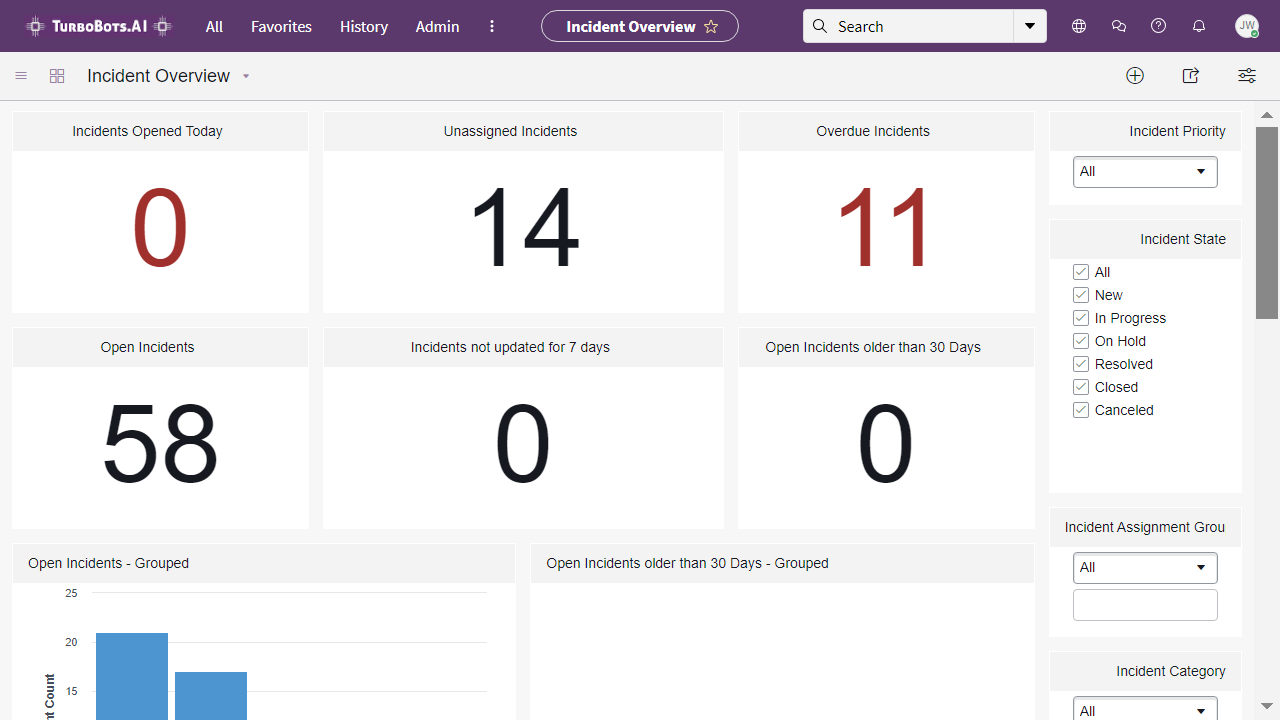 TurboBots.AI
All
Favorites
History
Admin
Incident Overview
Search
JW
Incident Overview
Incidents Opened Today
Unassigned Incidents
Overdue Incidents
Incident Priority
0
14
11
All
Incident State
All
New
In Progress
On Hold
Resolved
Closed
Canceled
Open Incidents
Incidents not updated for 7 days
Open Incidents older than 30 Days
58
0
0
Incident Assignment Grou
All
Open Incidents - Grouped
Open Incidents older than 30 Days - Grouped
25
20
15
nt Count
Incident Category
All